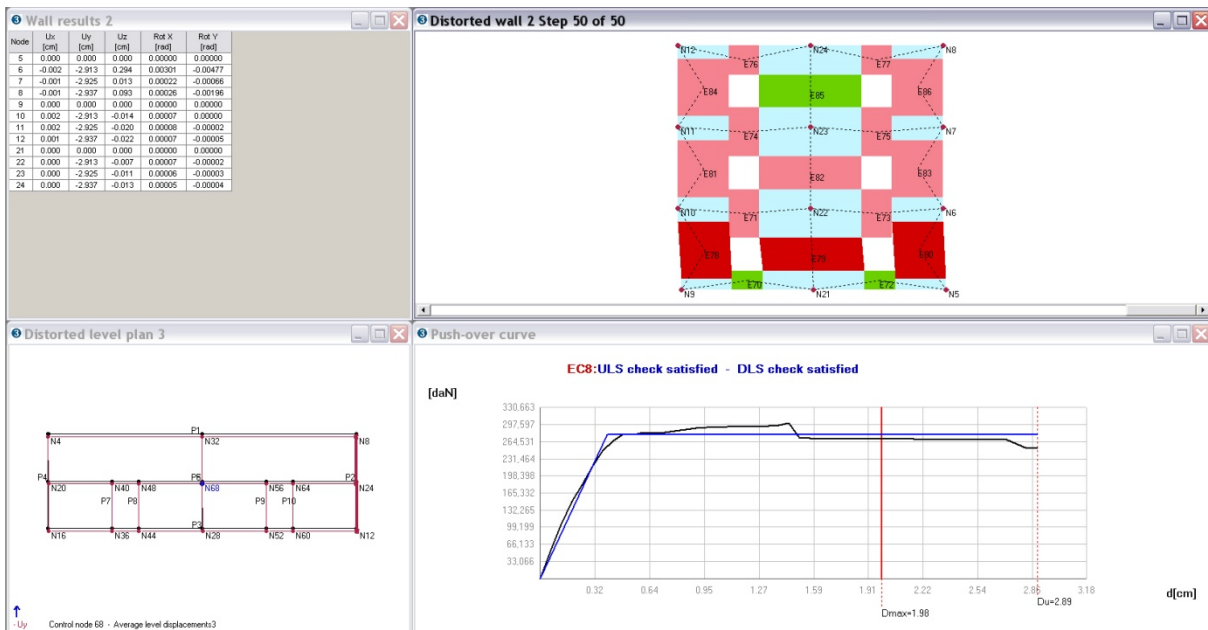 Wall results 2
Node Ux [cm] Uy [cm] Uz [cm] Rot X [rad] Rot Y [rad]
5 0.000 0.000 0.000 0.00000 0.00000
6 -0.002 -2.913 0.294 0.00301 -0.00477
7 -0.001 -2.925 0.013 0.00022 -0.00066
8 -0.001 -2.937 0.093 0.00026 -0.00196
9 0.000 0.000 0.000 0.00000 0.00000
10 0.002 -2.913 -0.014 0.00007 0.00000
11 0.002 -2.925 -0.020 0.00008 -0.00002
12 0.001 -2.937 -0.022 0.00007 -0.00005
21 0.000 0.000 0.000 0.00000 0.00000
22 0.000 -2.913 -0.007 0.00007 -0.00002
23 0.000 -2.925 -0.011 0.00006 -0.00003
24 0.000 -2.937 -0.013 0.00005 -0.00004
Distorted wall 2 Step 50 of 50
N12 N24 N8
E76 E77
E84 E85 E86
N11 N23 N7
E74 E75
E81 E82 E83
N10 N22 N6
E71 E73
E78 E79 E80
E70 E72
N9 N21 N5
Distorted level plan 3
P1
N4 N32 N8
P4 P6 P2
N20 N40 N48 N68 N56 N64 N24
P7 P8 P9 P10
P3
N16 N36 N44 N28 N52 N60 N12
- Uy Control node 68 - Average level displacements3
Push-over curve
EC8:ULS check satisfied - DLS check satisfied
[daN]
330,663
297,597
264,531
231,464
198,398
165,332
132,265
99,199
66,133
33,066
0.32 0.64 0.95 1.27 1.59 1.91 2.22 2.54 2.86 3.18 d[cm]
Dmax=1.98
Du=2.89